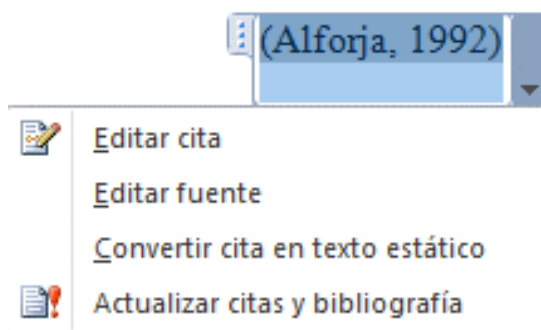 (Alforja, 1992)
Editar cita
Editar fuente
Convertir cita en texto estático
Actualizar citas y bibliografía